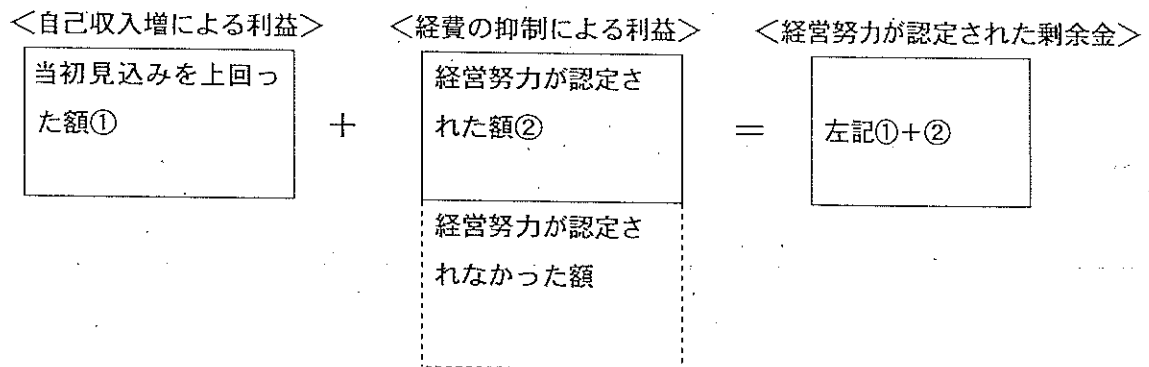 <自己収入増による利益>
<経費の抑制による利益>
<経営努力が認定された剰余金>
当初見込みを上回っ
た額①
+
経営努力が認定さ
れた額②
=
左記①+②
経営努力が認定さ
れなかった額